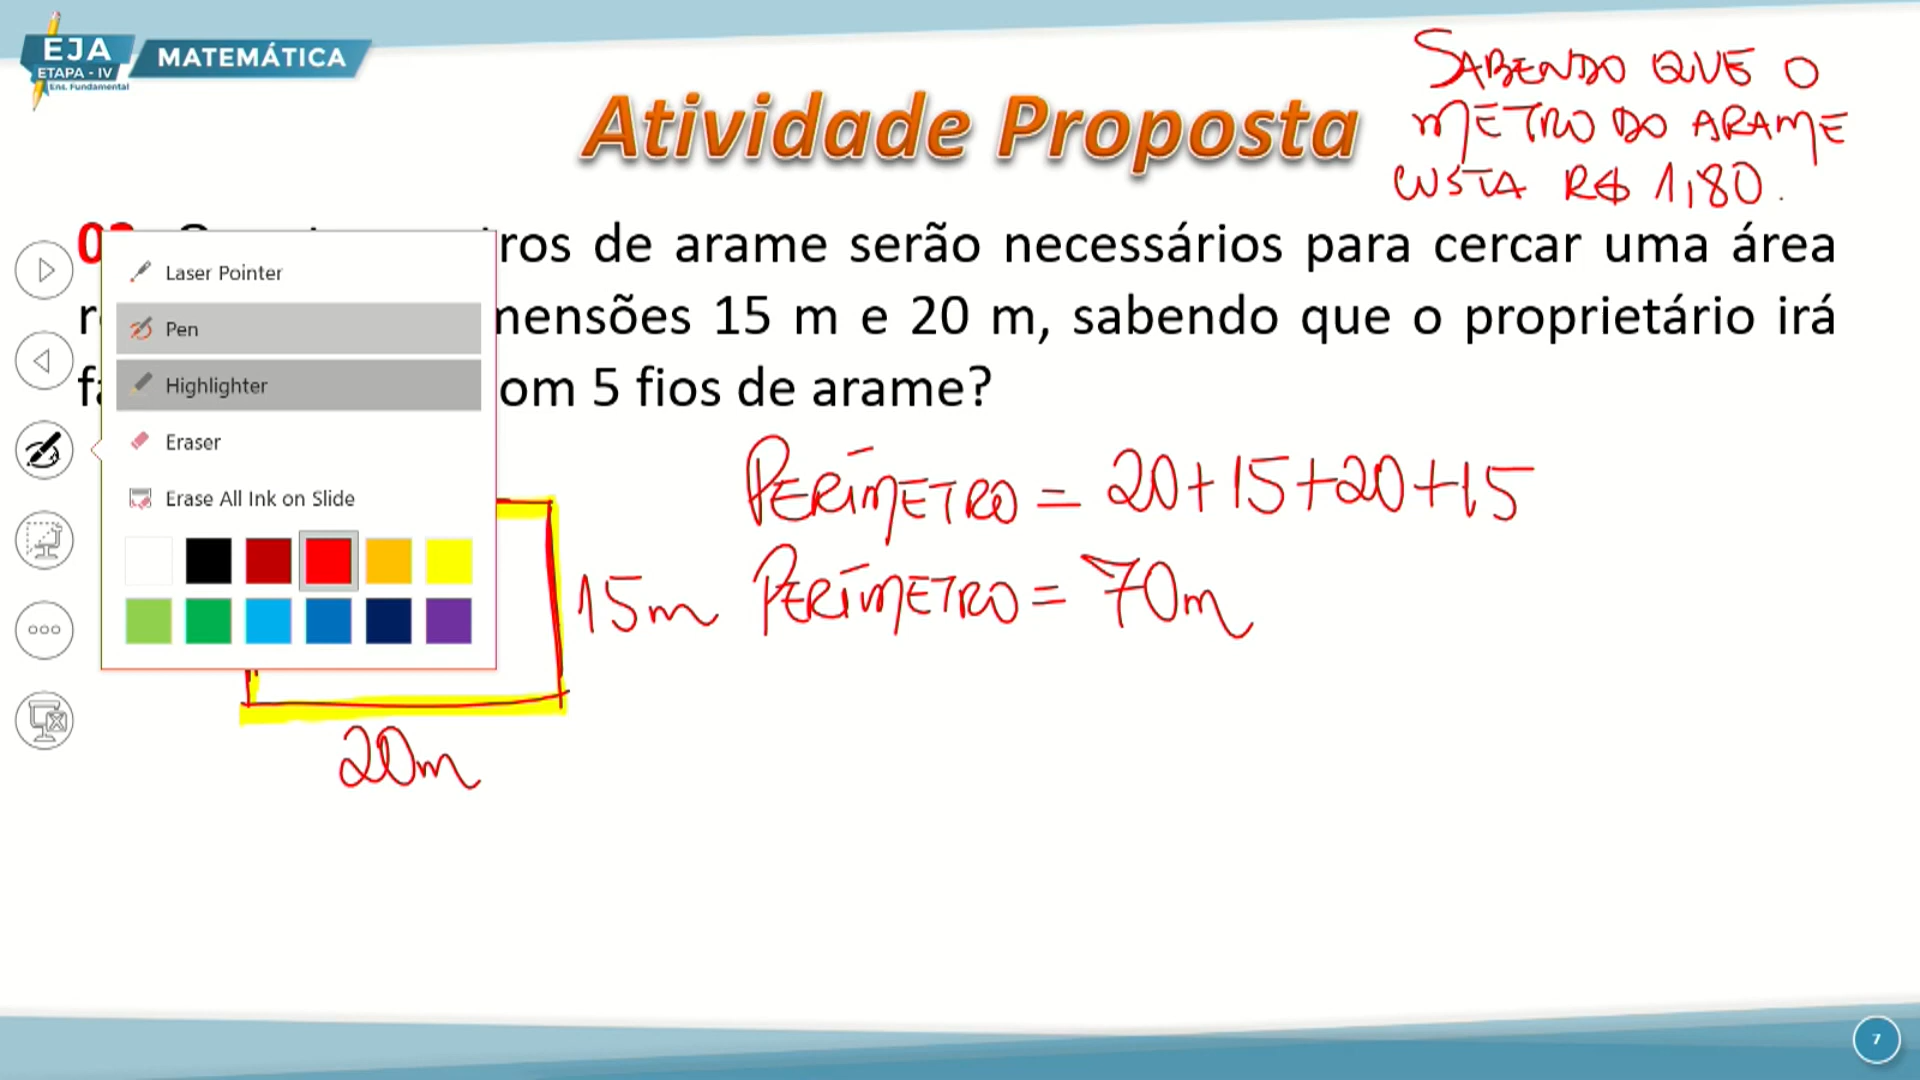 EJA
ETAPA - IV
Ens. Fundamental
MATEMÁTICA
Atividade Proposta
SABENDO QUE O
METRO DO ARAME
CUSTA R$ 1,80.
tros de arame serão necessários para cercar uma área
mensões 15 m e 20 m, sabendo que o proprietário irá
om 5 fios de arame?
Laser Pointer
Pen
Highlighter
Eraser
Erase All Ink on Slide
PERÍMETRO = 20+15+20+15
15m PERÍMETRO = 70m
20m
7